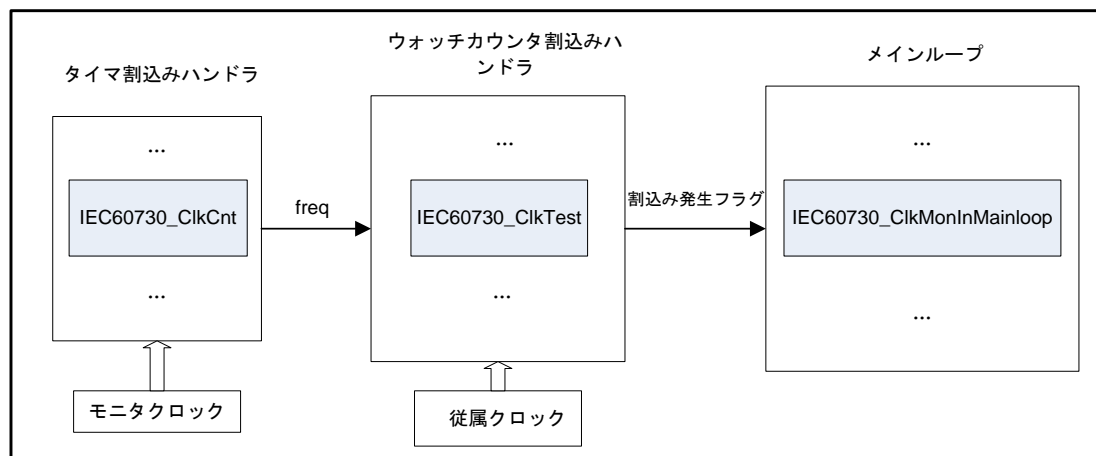 タイマ割込みハンドラ
...
IEC60730_ClkCnt
...
モニタクロック
freq
ウォッチカウンタ割込みハ
ンドラ
...
IEC60730_ClkTest
...
従属クロック
割込み発生フラグ
メインループ
...
IEC60730_ClkMonInMainloop
...